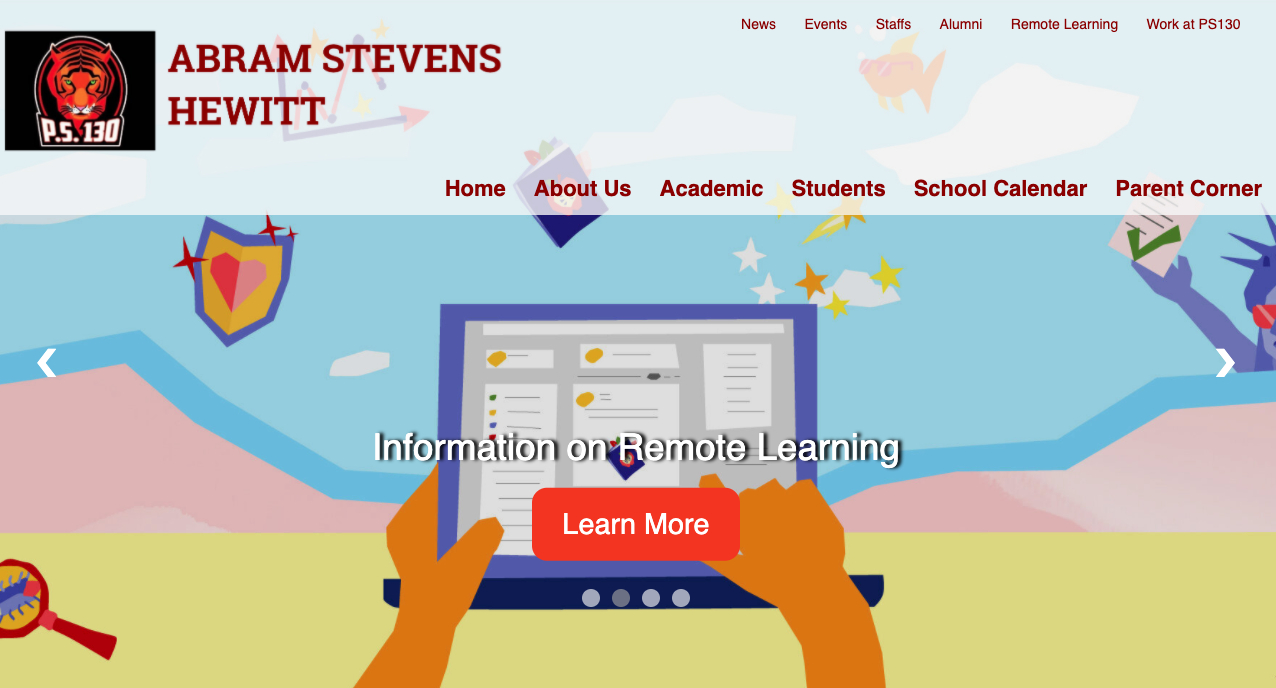 News Events Staffs Alumni Remote Learning Work at PS130
P.S. 130
ABRAM STEVENS
HEWITT
Home About Us Academic Students School Calendar Parent Corner
Information on Remote Learning
Learn More